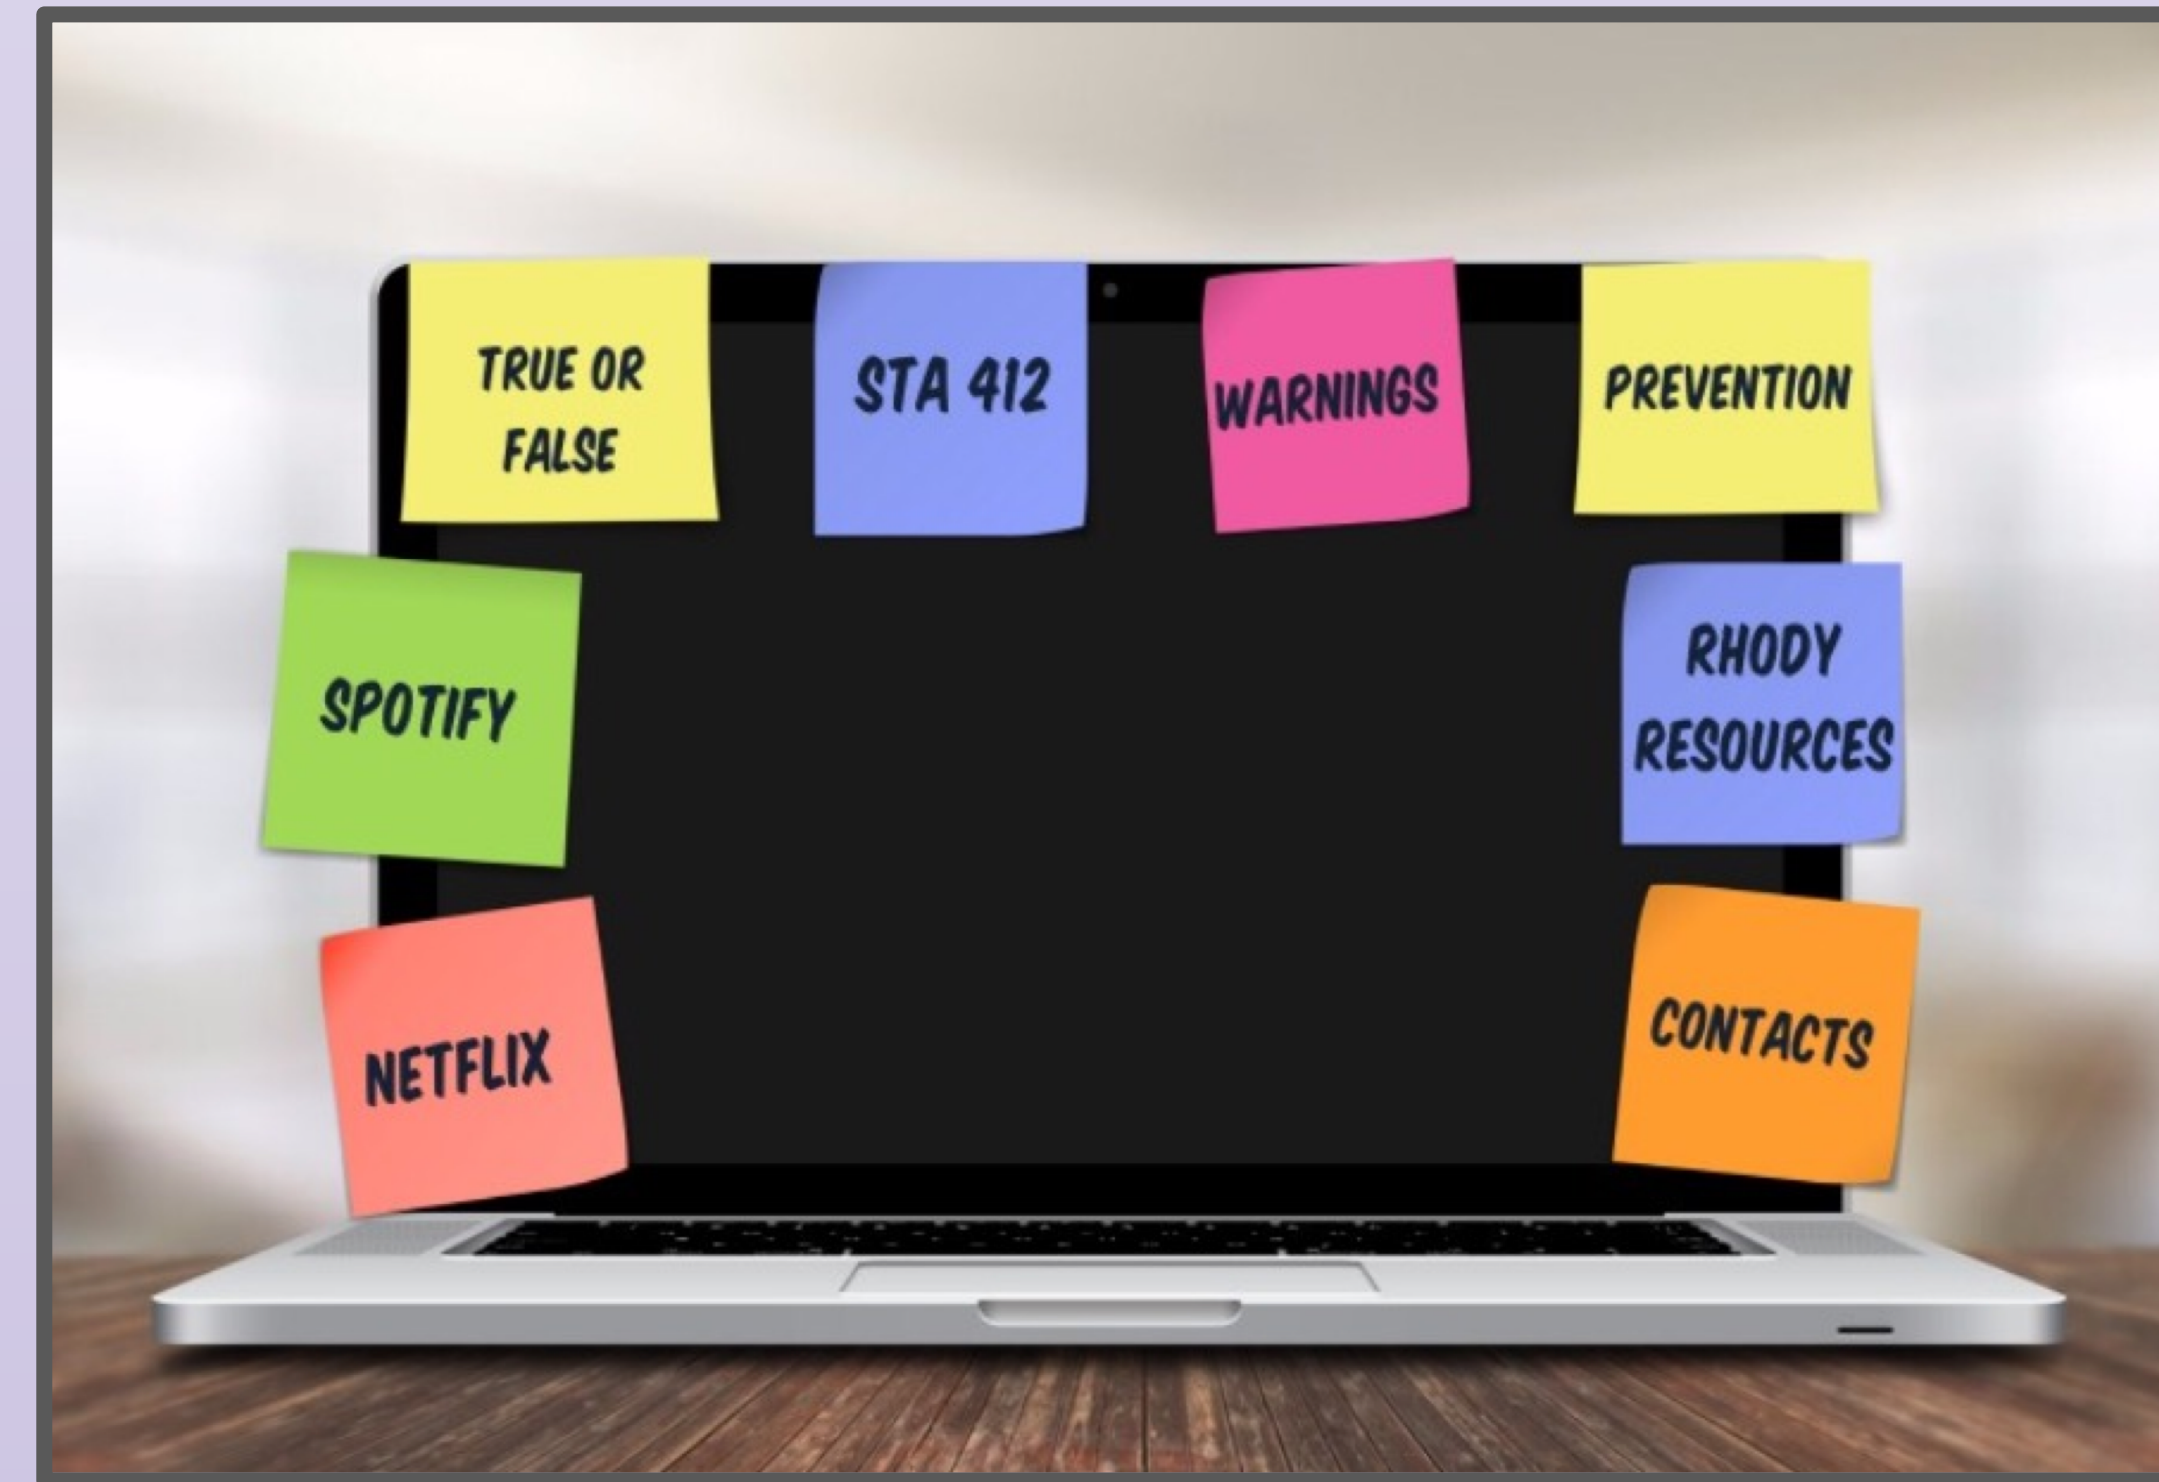 TRUE OR
FALSE
STA 412
WARNINGS
PREVENTION
SPOTIFY
RHODY
RESOURCES
NETFLIX
CONTACTS